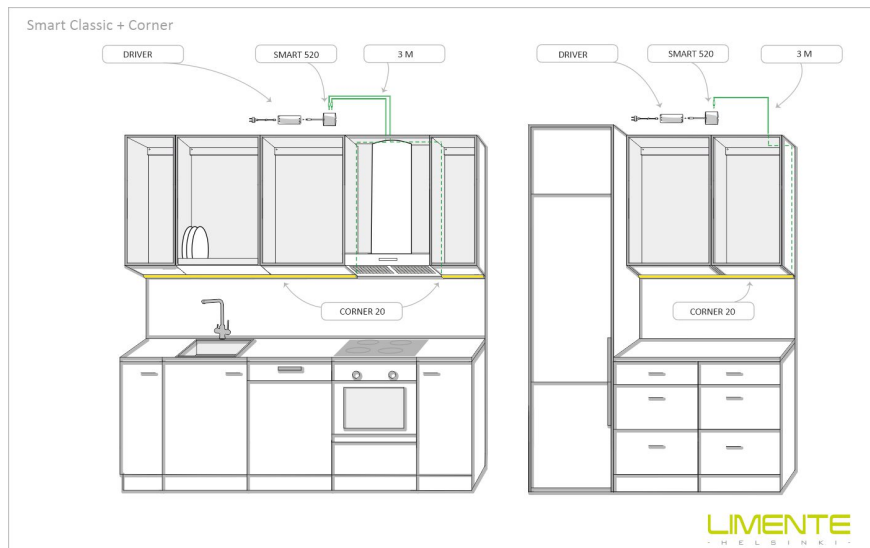 Smart Classic + Corner
DRIVER
SMART 520
3 M
DRIVER
SMART 520
3 M
CORNER 20
CORNER 20
LIMENTE
- HELSINKI -